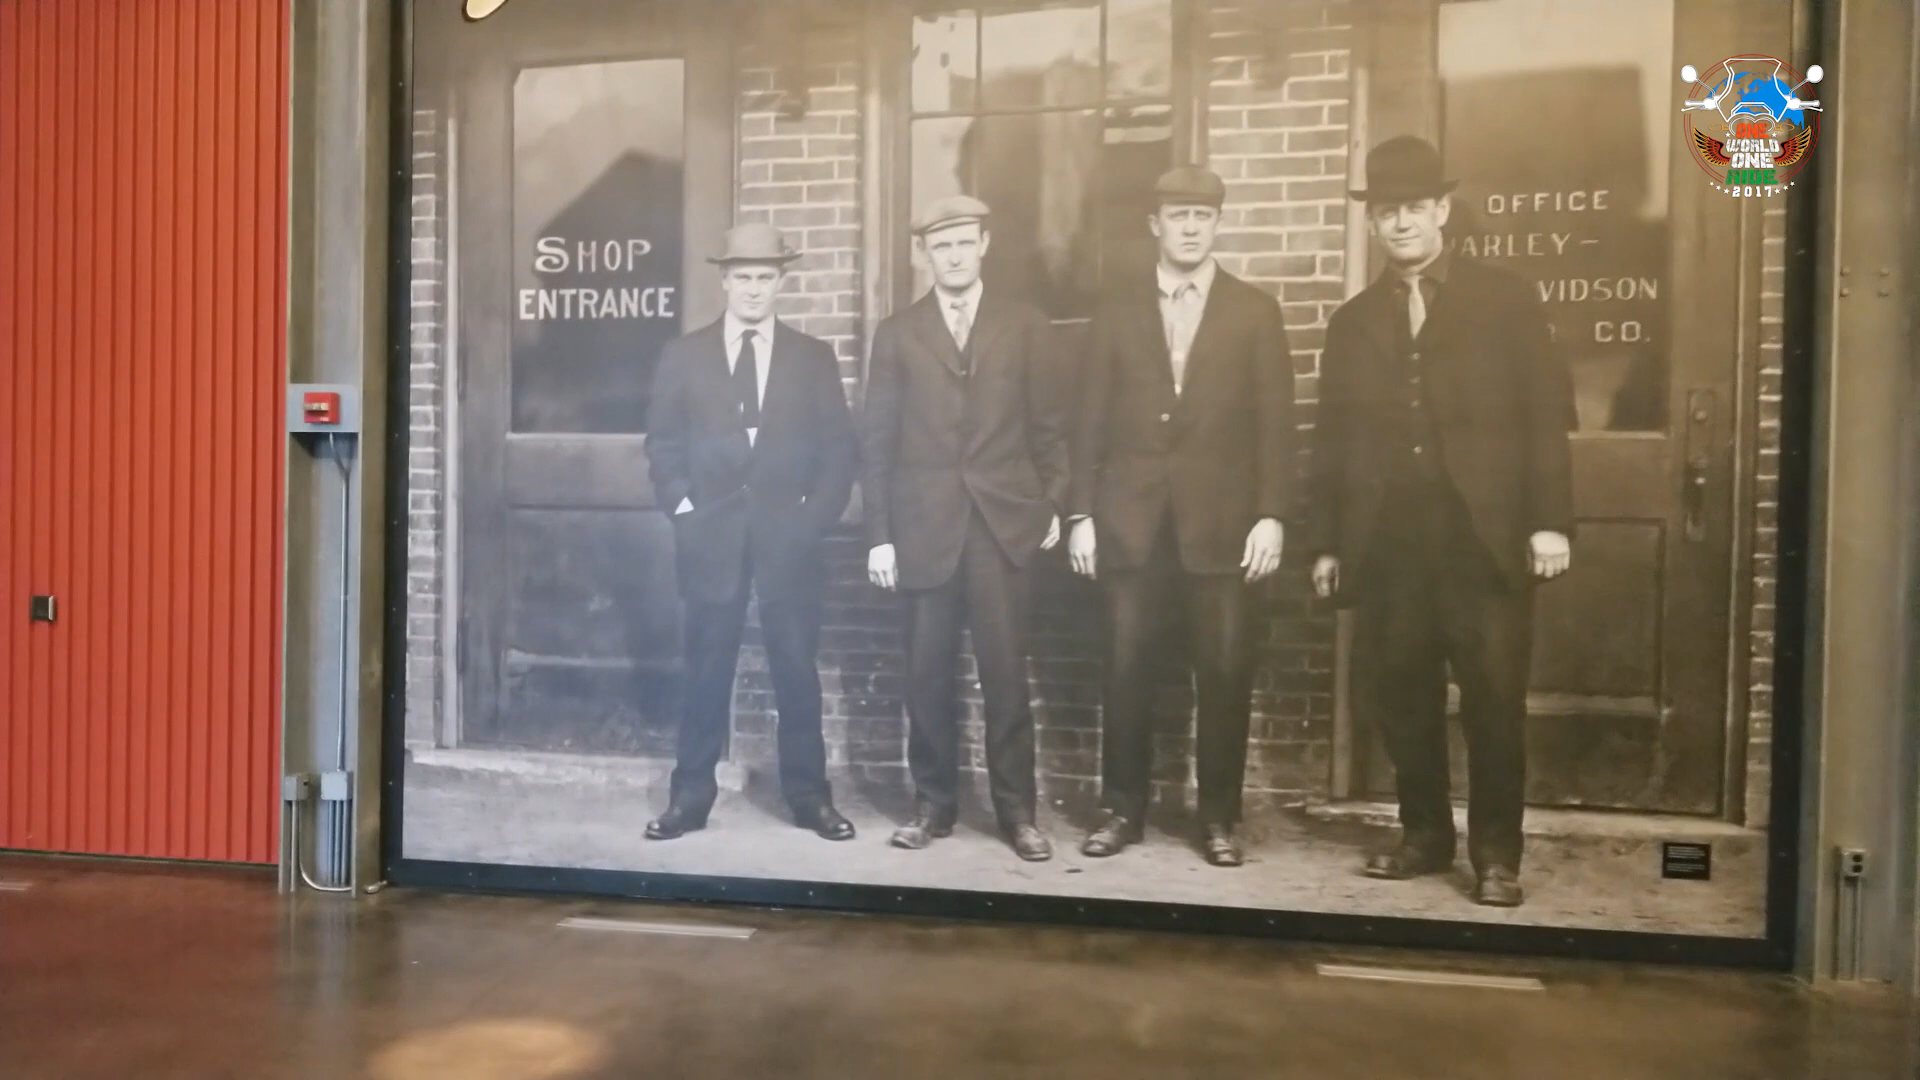 SHOP
ENTRANCE
OFFICE
ARLEY-
VIDSON
CO.
ONE
WORLD
ONE
RIDE
2017